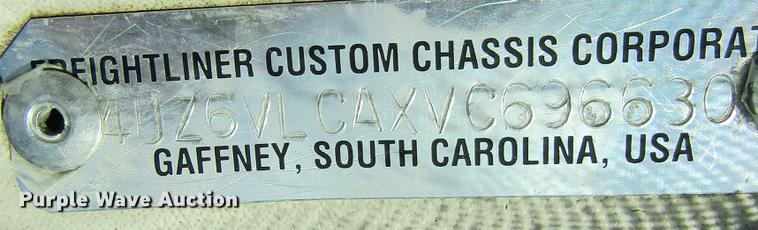 FREIGHTLINER CUSTOM CHASSIS CORPORAT
4UZ6VLCAXVC696630
GAFFNEY, SOUTH CAROLINA, USA
Purple Wave Auction